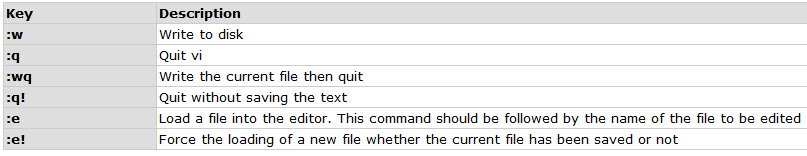 Key Description
:w Write to disk
:q Quit vi
:wq Write the current file then quit
:q! Quit without saving the text
:e Load a file into the editor. This command should be followed by the name of the file to be edited
:e! Force the loading of a new file whether the current file has been saved or not